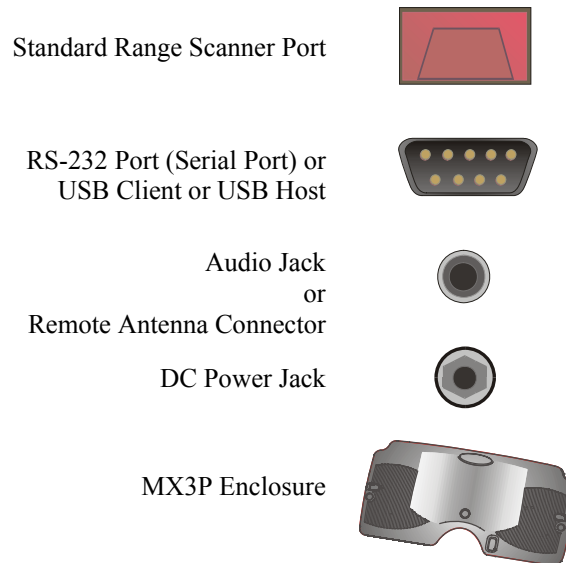 Standard Range Scanner Port
RS-232 Port (Serial Port) or
USB Client or USB Host
Audio Jack
or
Remote Antenna Connector
DC Power Jack
MX3P Enclosure